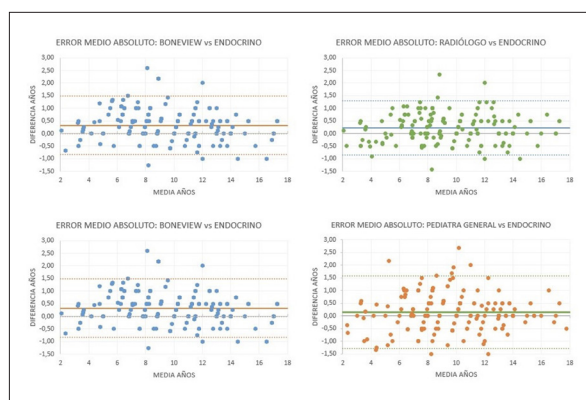 ERROR MEDIO ABSOLUTO: BONEVIEW vs ENDOCRINO
DIFERENCIA AÑOS
3,00
2,50
2,00
1,50
1,00
0,50
0,00
-0,50
-1,00
-1,50
2 4 6 8 10 12 14 16 18
MEDIA AÑOS
ERROR MEDIO ABSOLUTO: RADIÓLOGO vs ENDOCRINO
DIFERENCIA AÑOS
3,00
2,50
2,00
1,50
1,00
0,50
0,00
-0,50
-1,00
-1,50
2 4 6 8 10 12 14 16 18
MEDIA AÑOS
ERROR MEDIO ABSOLUTO: BONEVIEW vs ENDOCRINO
DIFERENCIA AÑOS
3,00
2,50
2,00
1,50
1,00
0,50
0,00
-0,50
-1,00
-1,50
2 4 6 8 10 12 14 16 18
MEDIA AÑOS
ERROR MEDIO ABSOLUTO: PEDIATRA GENERAL vs ENDOCRINO
DIFERENCIA AÑOS
3,00
2,50
2,00
1,50
1,00
0,50
0,00
-0,50
-1,00
-1,50
2 4 6 8 10 12 14 16 18
MEDIA AÑOS